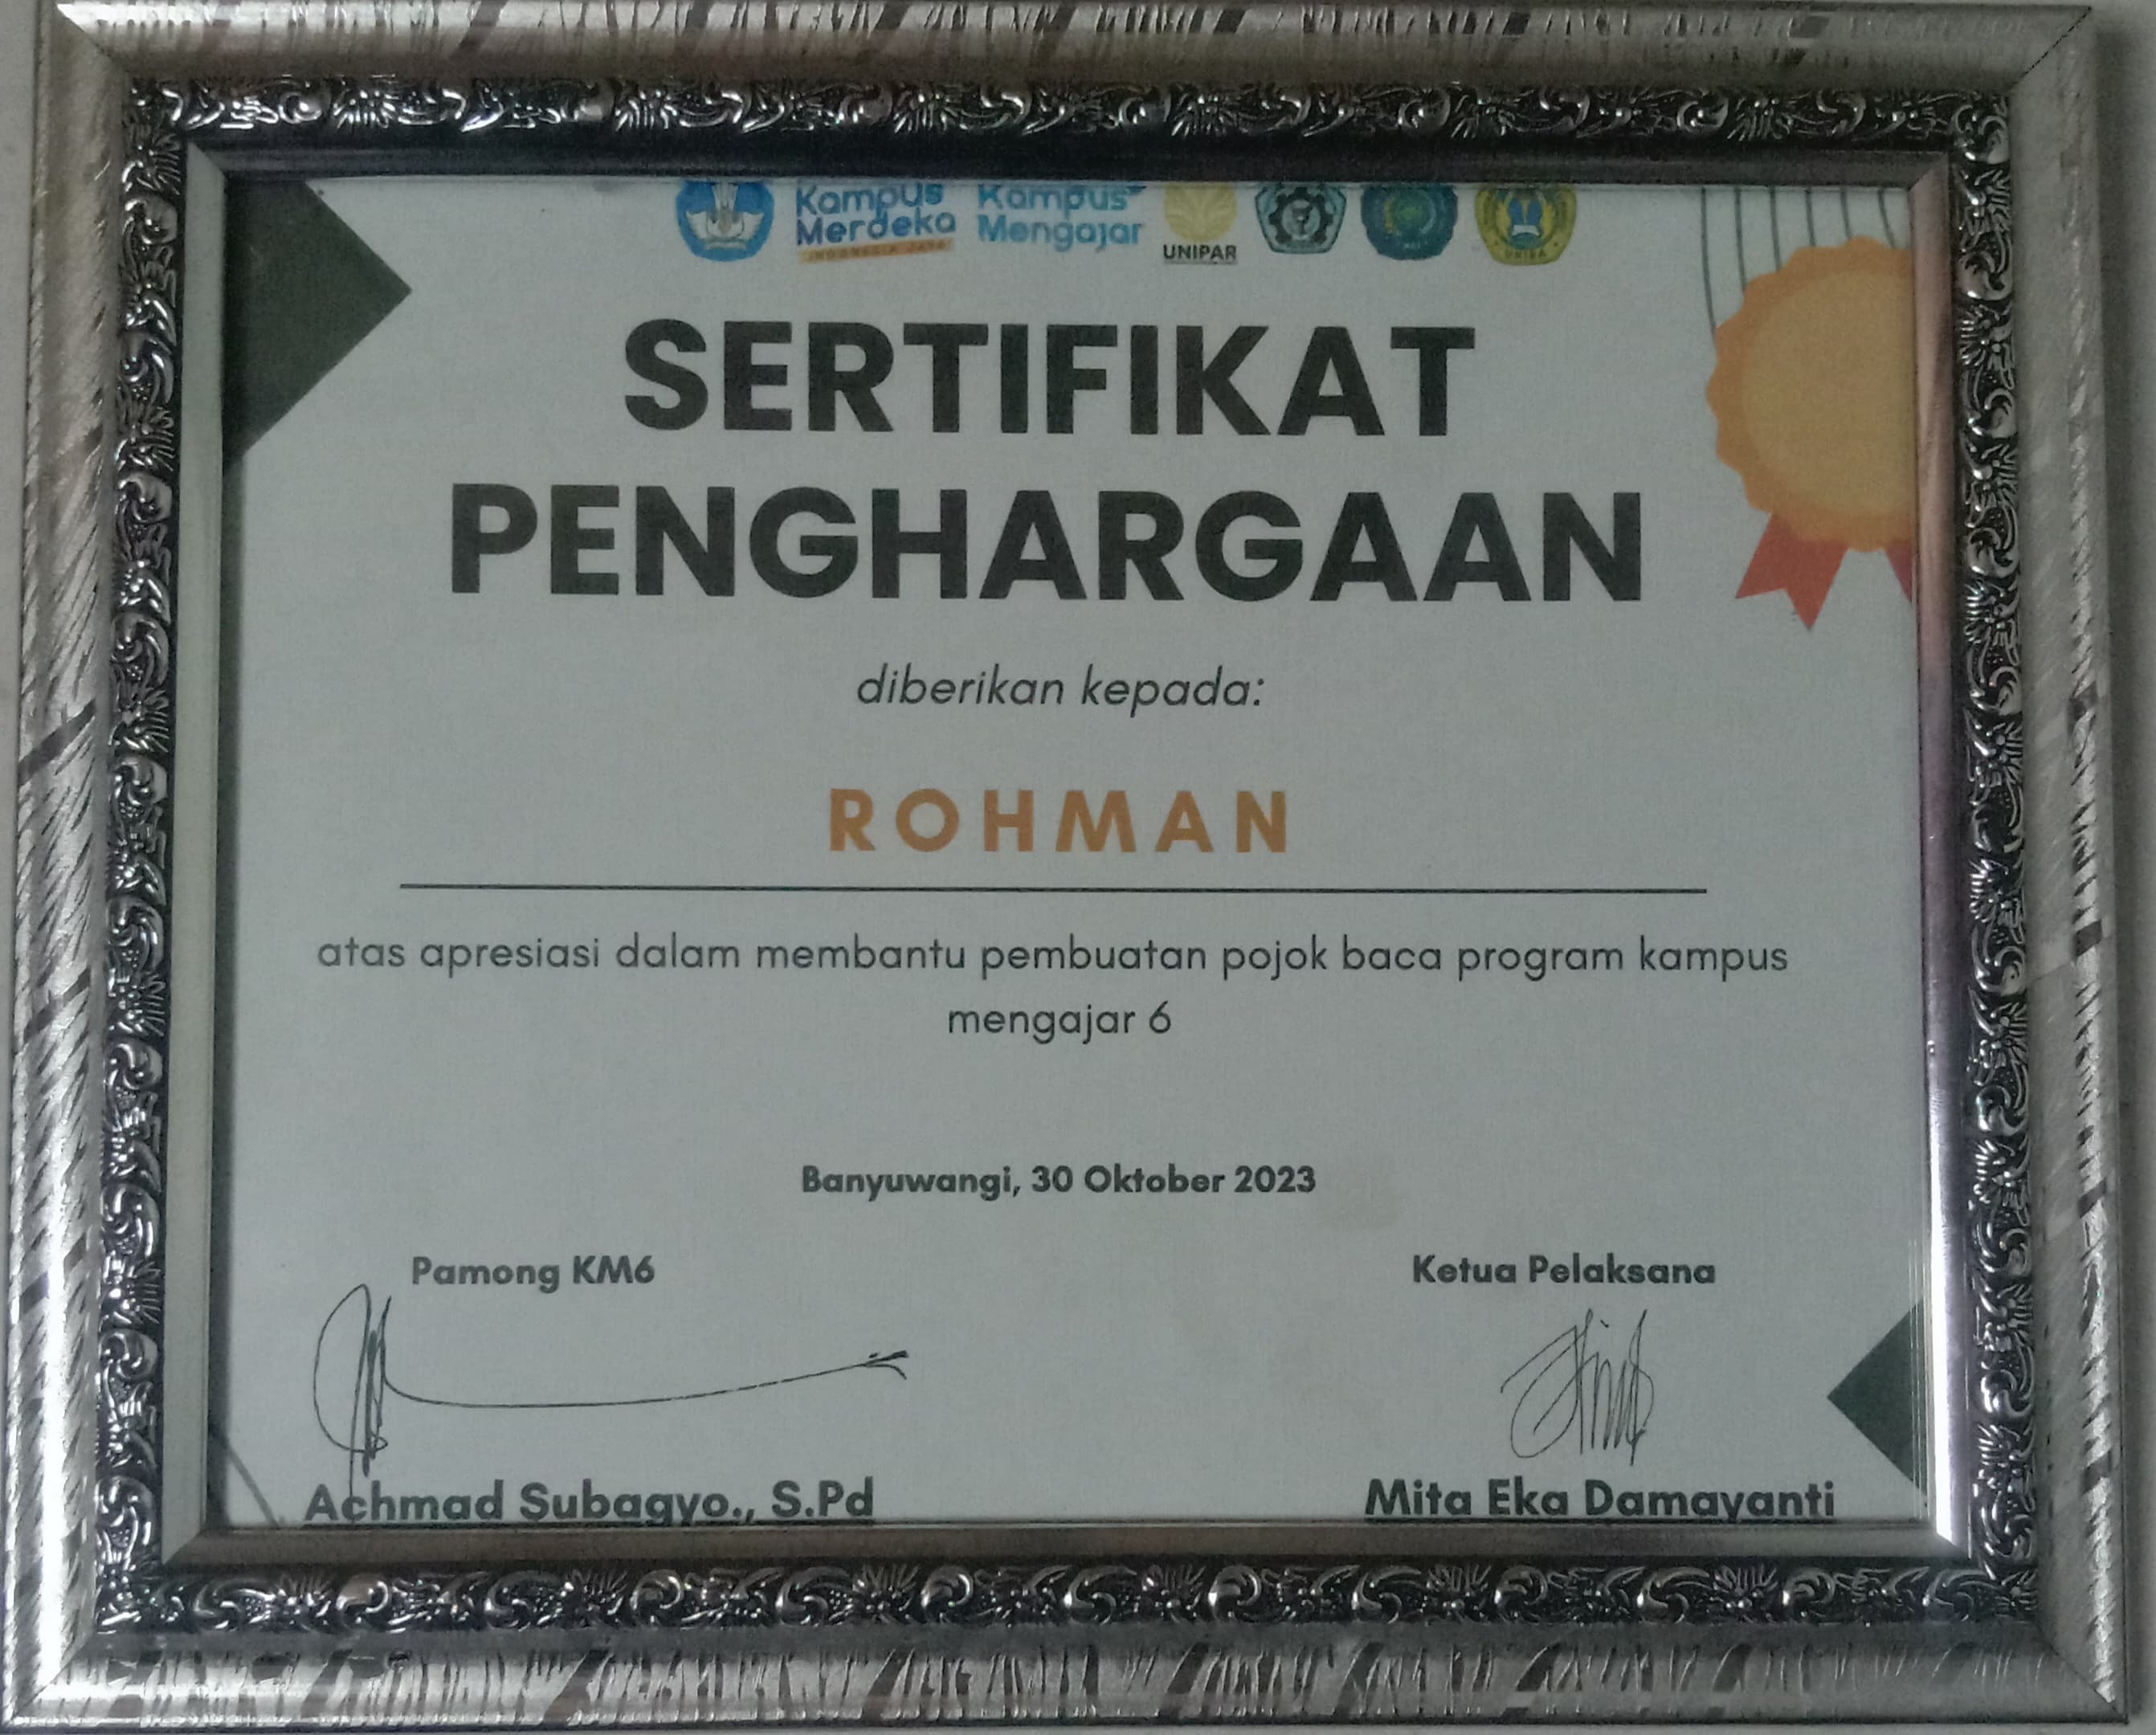 Kampus
Merdeka
INDONESIA JAYA
Kampus
Mengajar
UNIPAR
UNIBA
SERTIFIKAT
PENGHARGAAN
diberikan kepada:
ROHMAN
atas apresiasi dalam membantu pembuatan pojok baca program kampus
mengajar 6
Banyuwangi, 30 Oktober 2023
Pamong KM6
Ketua Pelaksana
Achmad Subagyo., S.Pd
Mita Eka Damayanti